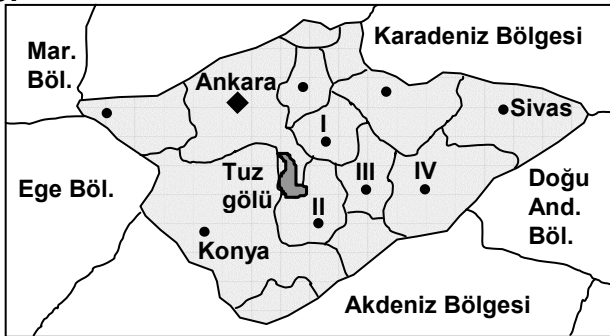 Mar.
Böl.
Karadeniz Bölgesi
Ankara
Sivas
I
Ege Böl.
Tuz
gölü
III
IV
II
Doğu
And.
Böl.
Konya
Akdeniz Bölgesi